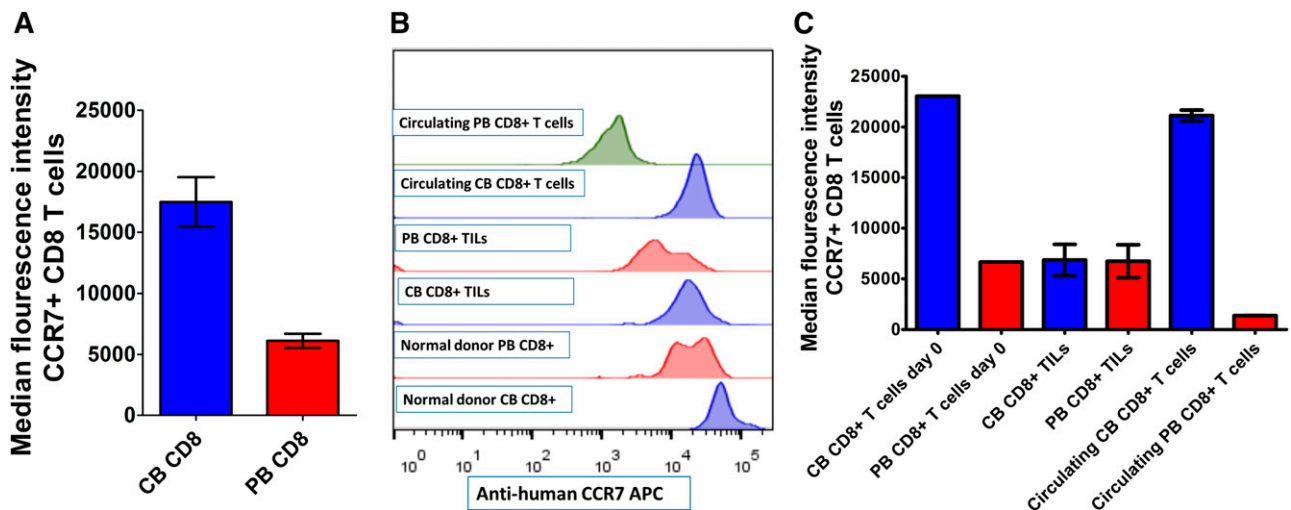 A
Median flourescence intensity
CCR7+ CD8 T cells
25000
20000
15000
10000
5000
0
CB CD8
PB CD8
B
Circulating PB CD8+ T cells
Circulating CB CD8+ T cells
PB CD8+ TILs
CB CD8+ TILs
Normal donor PB CD8+
Normal donor CB CD8+
10^0 10^1 10^2 10^3 10^4 10^5
Anti-human CCR7 APC
C
Median flourescence intensity
CCR7+ CD8 T cells
25000
20000
15000
10000
5000
0
CB CD8+ T cells day 0
PB CD8+ T cells day 0
CB CD8+ TILs
PB CD8+ TILs
Circulating CB CD8+ T cells
Circulating PB CD8+ T cells